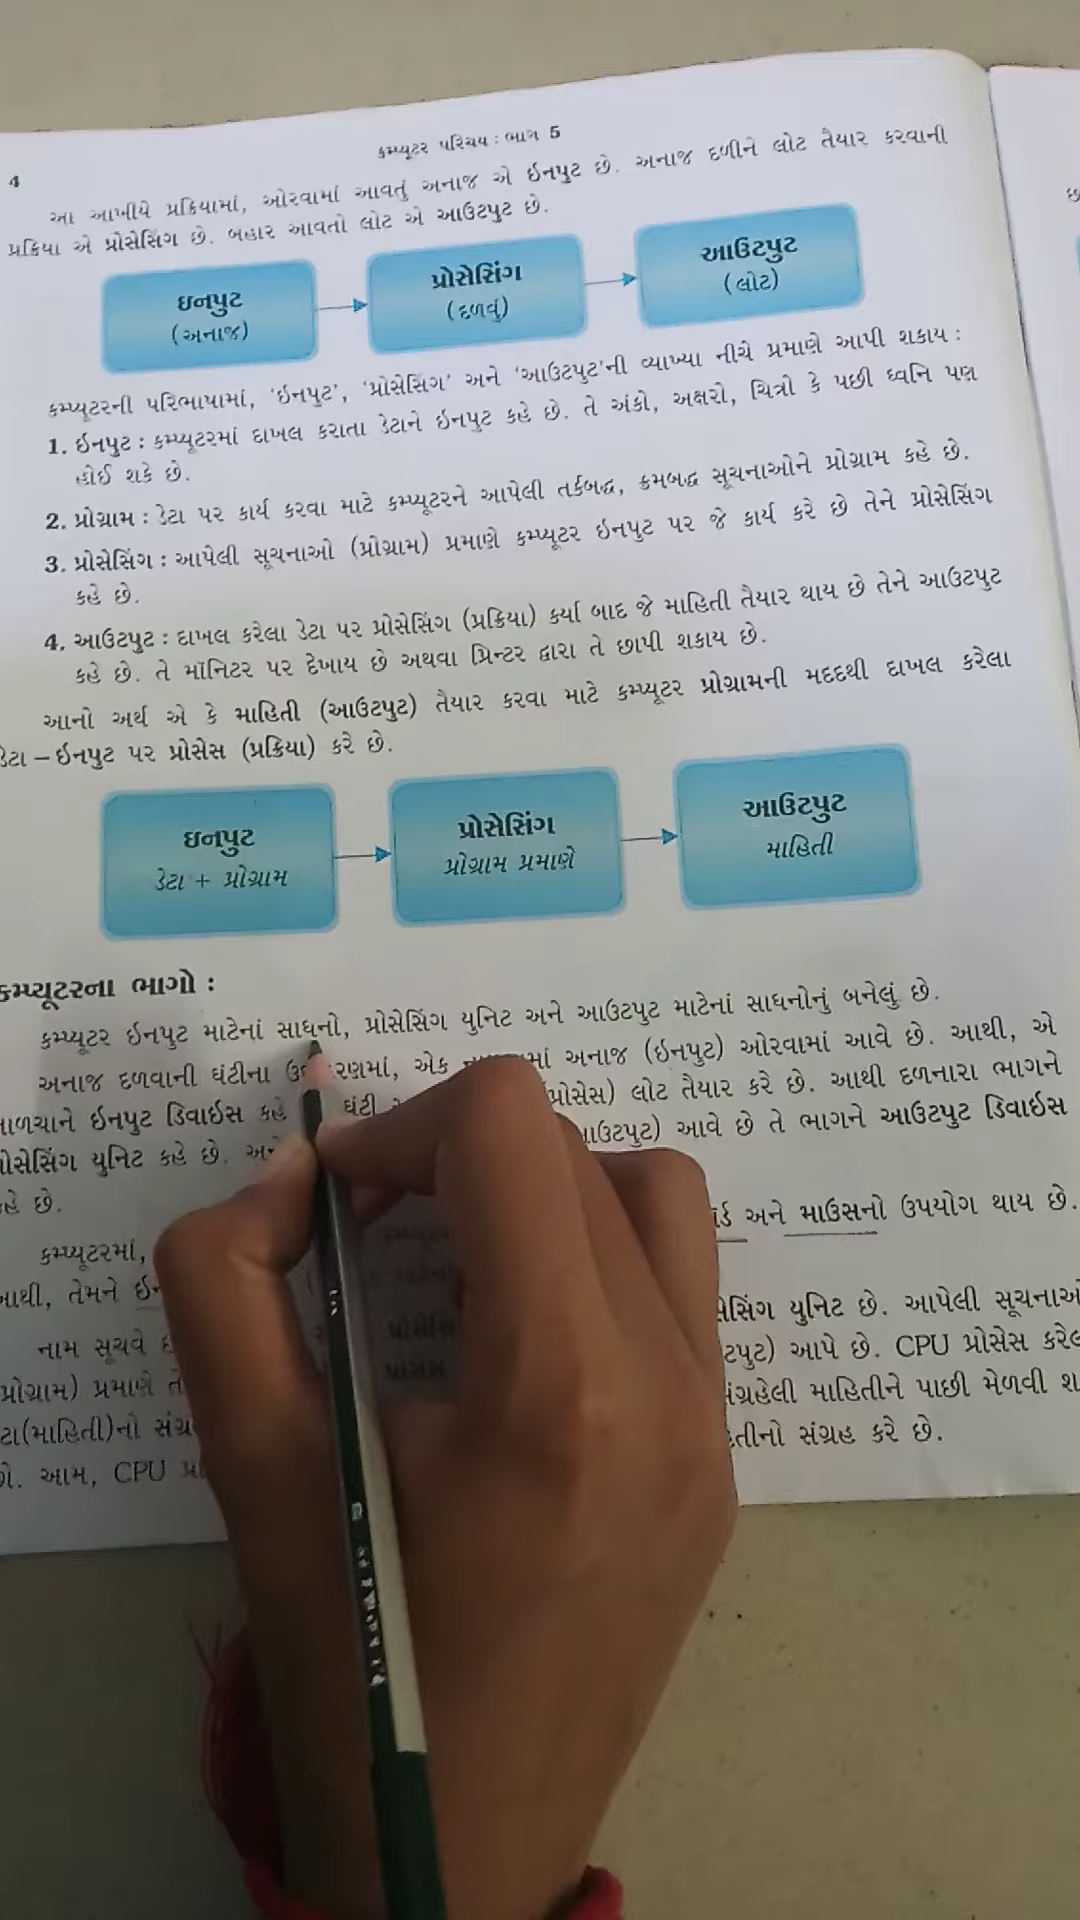 કમ્પ્યૂટર પરિચય : ભાગ 5
4
આ આખીયે પ્રક્રિયામાં, ઓરવામાં આવતું અનાજ એ ઇનપુટ છે. અનાજ દળીને લોટ તૈયાર કરવાની
પ્રક્રિયા એ પ્રોસેસિંગ છે. બહાર આવતો લોટ એ આઉટપુટ છે.
ઇનપુટ
(અનાજ)
પ્રોસેસિંગ
(દળવું)
આઉટપુટ
(લોટ)
કમ્પ્યૂટરની પરિભાષામાં, ‘ઇનપુટ’, ‘પ્રોસેસિંગ’ અને ‘આઉટપુટ’ની વ્યાખ્યા નીચે પ્રમાણે આપી શકાય :
1. ઇનપુટ : કમ્પ્યૂટરમાં દાખલ કરાતા ડેટાને ઇનપુટ કહે છે. તે અંકો, અક્ષરો, ચિત્રો કે પછી ધ્વનિ પણ
હોઈ શકે છે.
2. પ્રોગ્રામ : ડેટા પર કાર્ય કરવા માટે કમ્પ્યૂટરને આપેલી તર્કબદ્ધ, ક્રમબદ્ધ સૂચનાઓને પ્રોગ્રામ કહે છે.
3. પ્રોસેસિંગ : આપેલી સૂચનાઓ (પ્રોગ્રામ) પ્રમાણે કમ્પ્યૂટર ઇનપુટ પર જે કાર્ય કરે છે તેને પ્રોસેસિંગ
કહે છે.
4. આઉટપુટ : દાખલ કરેલા ડેટા પર પ્રોસેસિંગ (પ્રક્રિયા) કર્યા બાદ જે માહિતી તૈયાર થાય છે તેને આઉટપુટ
કહે છે. તે મૉનિટર પર દેખાય છે અથવા પ્રિન્ટર દ્વારા તે છાપી શકાય છે.
આનો અર્થ એ કે માહિતી (આઉટપુટ) તૈયાર કરવા માટે કમ્પ્યૂટર પ્રોગ્રામની મદદથી દાખલ કરેલા
ડેટા – ઇનપુટ પર પ્રોસેસ (પ્રક્રિયા) કરે છે.
ઇનપુટ
ડેટા + પ્રોગ્રામ
પ્રોસેસિંગ
પ્રોગ્રામ પ્રમાણે
આઉટપુટ
માહિતી
કમ્પ્યૂટરના ભાગો :
કમ્પ્યૂટર ઇનપુટ માટેનાં સાધનો, પ્રોસેસિંગ યુનિટ અને આઉટપુટ માટેનાં સાધનોનું બનેલું છે.
અનાજ દળવાની ઘંટીના એક અનાજ (ઇનપુટ) ઓરવામાં આવે છે. આથી, એ
ઇનપુટ ડિવાઇસ કહે ઘંટી લોટ તૈયાર કરે છે. આથી દળનારા ભાગને
યુનિટ કહે છે. આવે છે તે ભાગને આઉટપુટ ડિવાઇસ
છે.
કમ્પ્યૂટરમાં, અને માઉસનો ઉપયોગ થાય છે.
તેમને યુનિટ છે. આપેલી સૂચનાઓ
નામ સૂચવે આપે છે. CPU પ્રોસેસ
પ્રમાણે માહિતીને પાછી મેળવી
સંગ્રહ કરે છે.
આમ, CPU